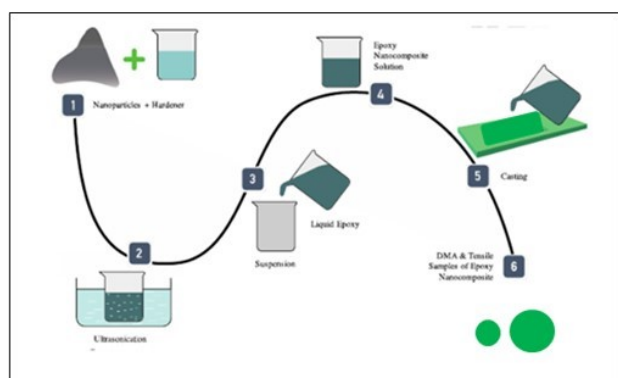 1
Nanoparticles + Hardener
2
Ultrasonication
3
Liquid Epoxy
Suspension
Epoxy
Nanocomposite
Solution
4
5
Casting
DMA & Tensile
Samples of Epoxy
Nanocomposite
6